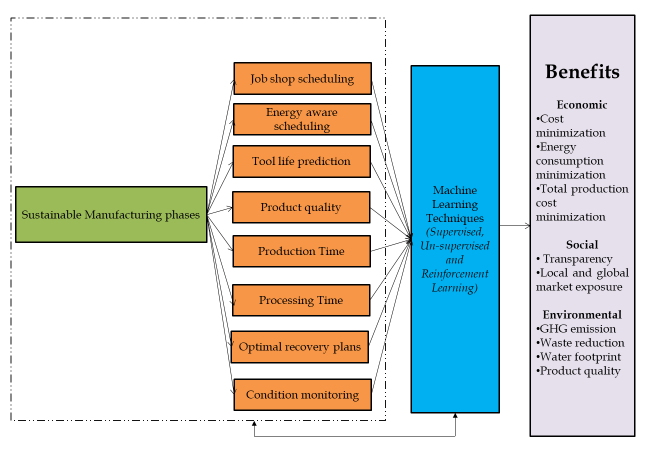 Sustainable Manufacturing phases
Job shop scheduling
Energy aware
scheduling
Tool life prediction
Product quality
Production Time
Processing Time
Optimal recovery plans
Condition monitoring
Machine
Learning
Techniques
(Supervised,
Un-supervised
and
Reinforcement
Learning)
Benefits
Economic
•Cost
minimization
•Energy
consumption
minimization
•Total production
cost
minimization
Social
• Transparency
•Local and global
market exposure
Environmental
•GHG emission
•Waste reduction
•Water footprint
•Product quality